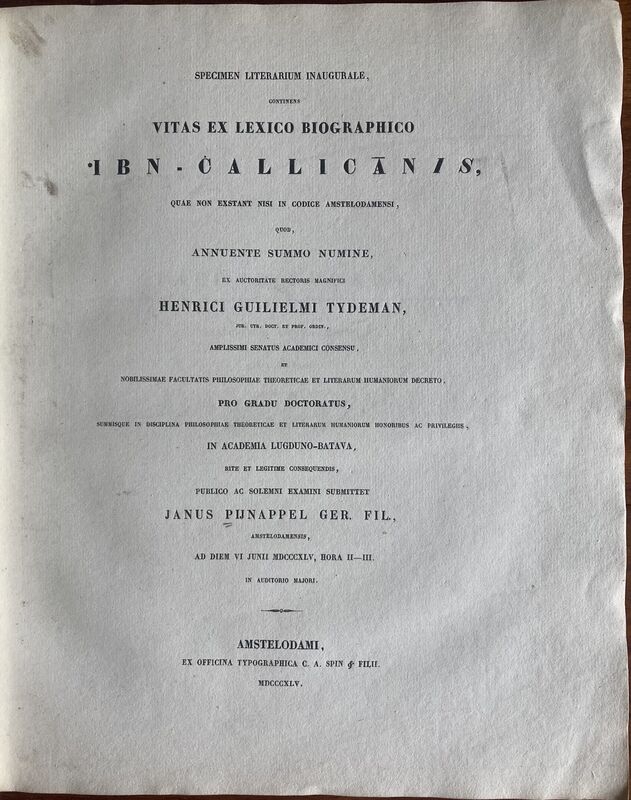 SPECIMEN LITERARIUM INAUGURALE,
CONTINENS
VITAS EX LEXICO BIOGRAPHICO
ʻIBN-ĊALLICĀNIS,
QUAE NON EXSTANT NISI IN CODICE AMSTELODAMENSI,
QUOD,
ANNUENTE SUMMO NUMINE,
EX AUCTORITATE RECTORIS MAGNIFICI
HENRICI GUILIELMI TYDEMAN,
JUR. UTR. DOCT. ET PROF. ORDIN.,
AMPLISSIMI SENATUS ACADEMICI CONSENSU,
ET
NOBILISSIMAE FACULTATIS PHILOSOPHIAE THEORETICAE ET LITERARUM HUMANIORUM DECRETO,
PRO GRADU DOCTORATUS,
SUMMISQUE IN DISCIPLINA PHILOSOPHIAE THEORETICAE ET LITERARUM HUMANIORUM HONORIBUS AC PRIVILEGIIS,
IN ACADEMIA LUGDUNO-BATAVA,
RITE ET LEGITIME CONSEQUENDIS,
PUBLICO AC SOLEMNI EXAMINI SUBMITTET
JANUS PIJNAPPEL GER. FIL.,
AMSTELODAMENSIS,
AD DIEM VI JUNII MDCCCXLV, HORA II—III.
IN AUDITORIO MAJORI.
AMSTELODAMI,
EX OFFICINA TYPOGRAPHICA C. A. SPIN & FILII.
MDCCCXLV.